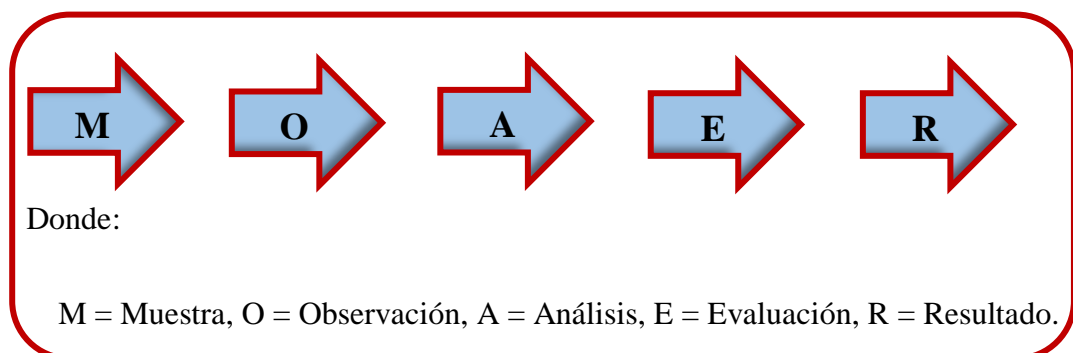 M O A E R
Donde:
M = Muestra, O = Observación, A = Análisis, E = Evaluación, R = Resultado.